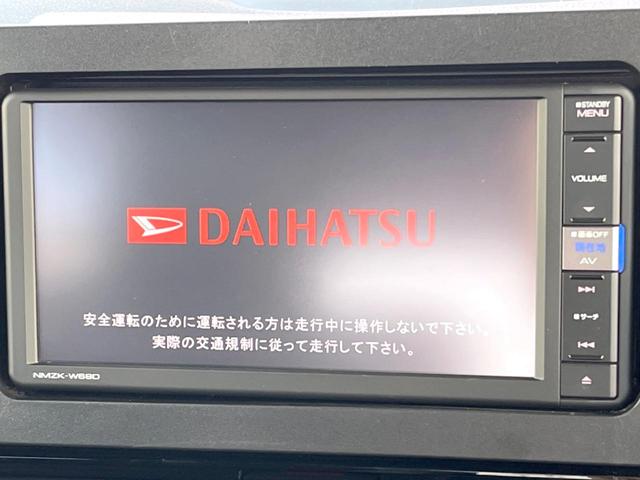 DAIHATSU
安全運転のために運転される方は走行中に操作しないで下さい。
実際の交通規制に従って走行して下さい。
NMZK-W68D
STANDBY
MENU
VOLUME
画面OFF
現在地
AV
サーチ